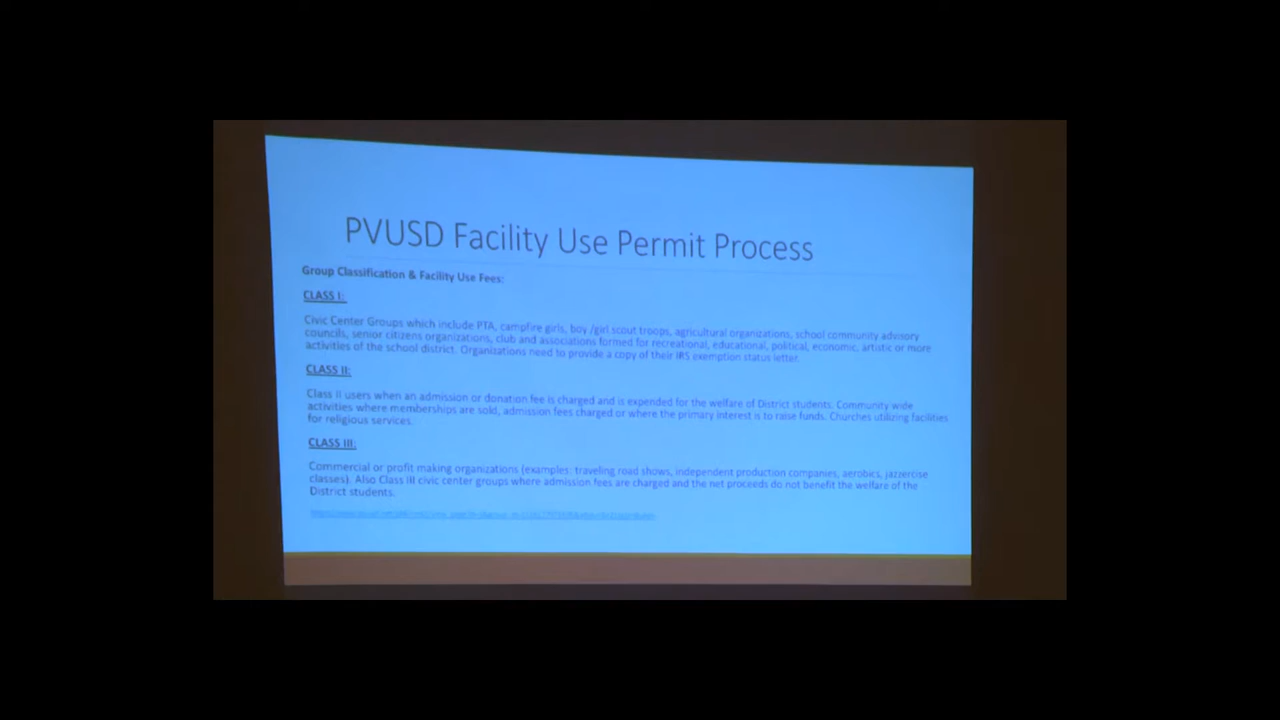 PVUSD Facility Use Permit Process
Group Classification & Facility Use Fees:
CLASS I:
Civic Center Groups which include PTA, campfire girls, boy /girl scout troops, agricultural organizations, school community advisory
councils, senior citizens organizations, club and associations formed for recreational, educational, political, economic, artistic or more
activities of the school district. Organizations need to provide a copy of their IRS exemption status letter.
CLASS II:
Class II users when an admission or donation fee is charged and is expended for the welfare of District students. Community wide
activities where memberships are sold, admission fees charged or where the primary interest is to raise funds. Churches utilizing facilities
for religious services.
CLASS III:
Commercial or profit making organizations (examples: traveling road shows, independent production companies, aerobics, jazzercise
classes). Also Class III civic center groups where admission fees are charged and the net proceeds do not benefit the welfare of the
District students.